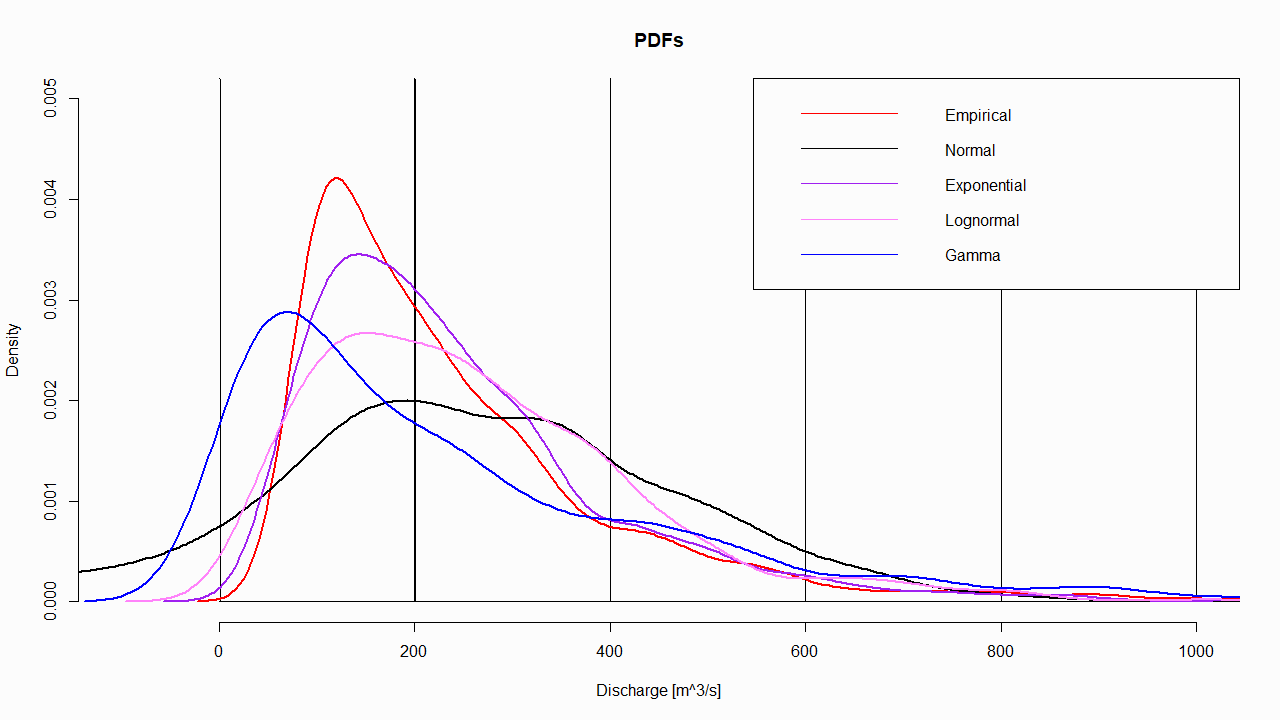 PDFs
Empirical
Normal
Exponential
Lognormal
Gamma
Density
0.005
0.004
0.003
0.002
0.001
0.000
0 200 400 600 800 1000
Discharge [m^3/s]